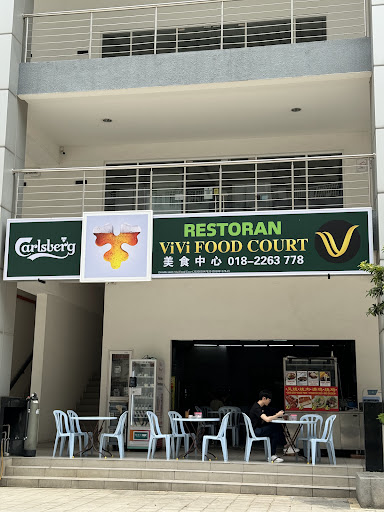 Carlsberg
RESTORAN
ViVi FOOD COURT
美食中心 018-2263 778